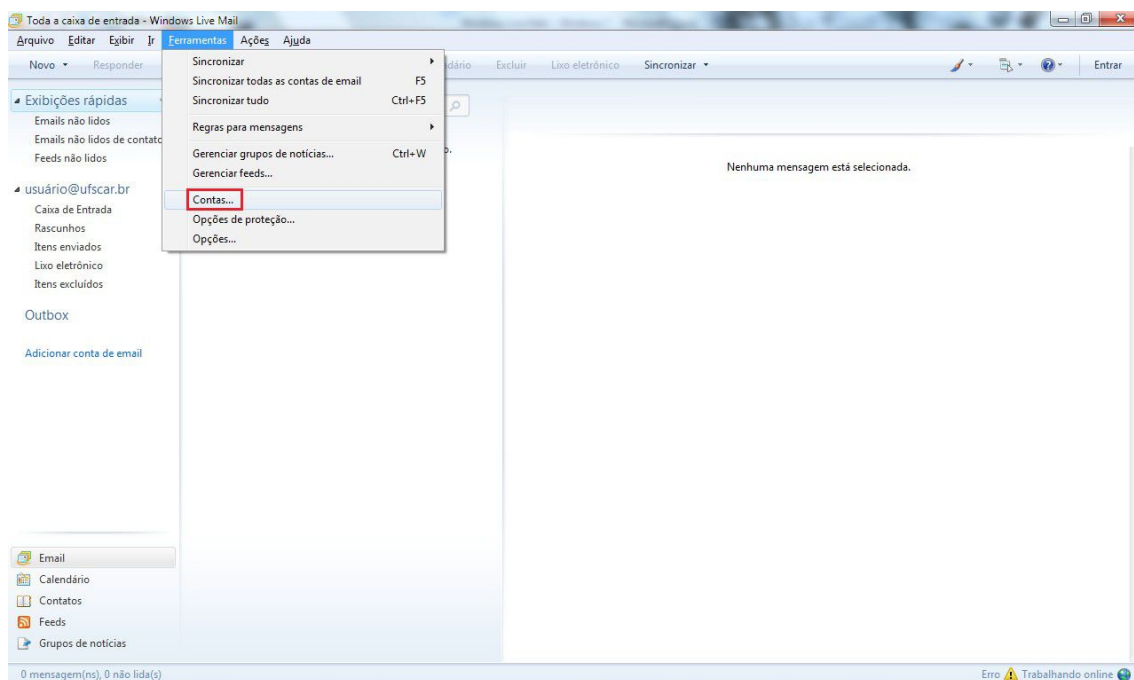 Toda a caixa de entrada - Windows Live Mail
Arquivo Editar Exibir Ir Ferramentas Ações Ajuda
Novo Responder Excluir Lixo eletrônico Sincronizar Entrar
Sincronizar
Sincronizar todas as contas de email F5
Sincronizar tudo Ctrl+F5
Regras para mensagens
Gerenciar grupos de notícias... Ctrl+W
Gerenciar feeds...
Contas...
Opções de proteção...
Opções...
Exibições rápidas
Emails não lidos
Emails não lidos de contato
Feeds não lidos
usuário@ufscar.br
Caixa de Entrada
Rascunhos
Itens enviados
Lixo eletrônico
Itens excluídos
Outbox
Adicionar conta de email
Nenhuma mensagem está selecionada.
Email
Calendário
Contatos
Feeds
Grupos de notícias
0 mensagem(ns), 0 não lida(s)
Erro Trabalhando online